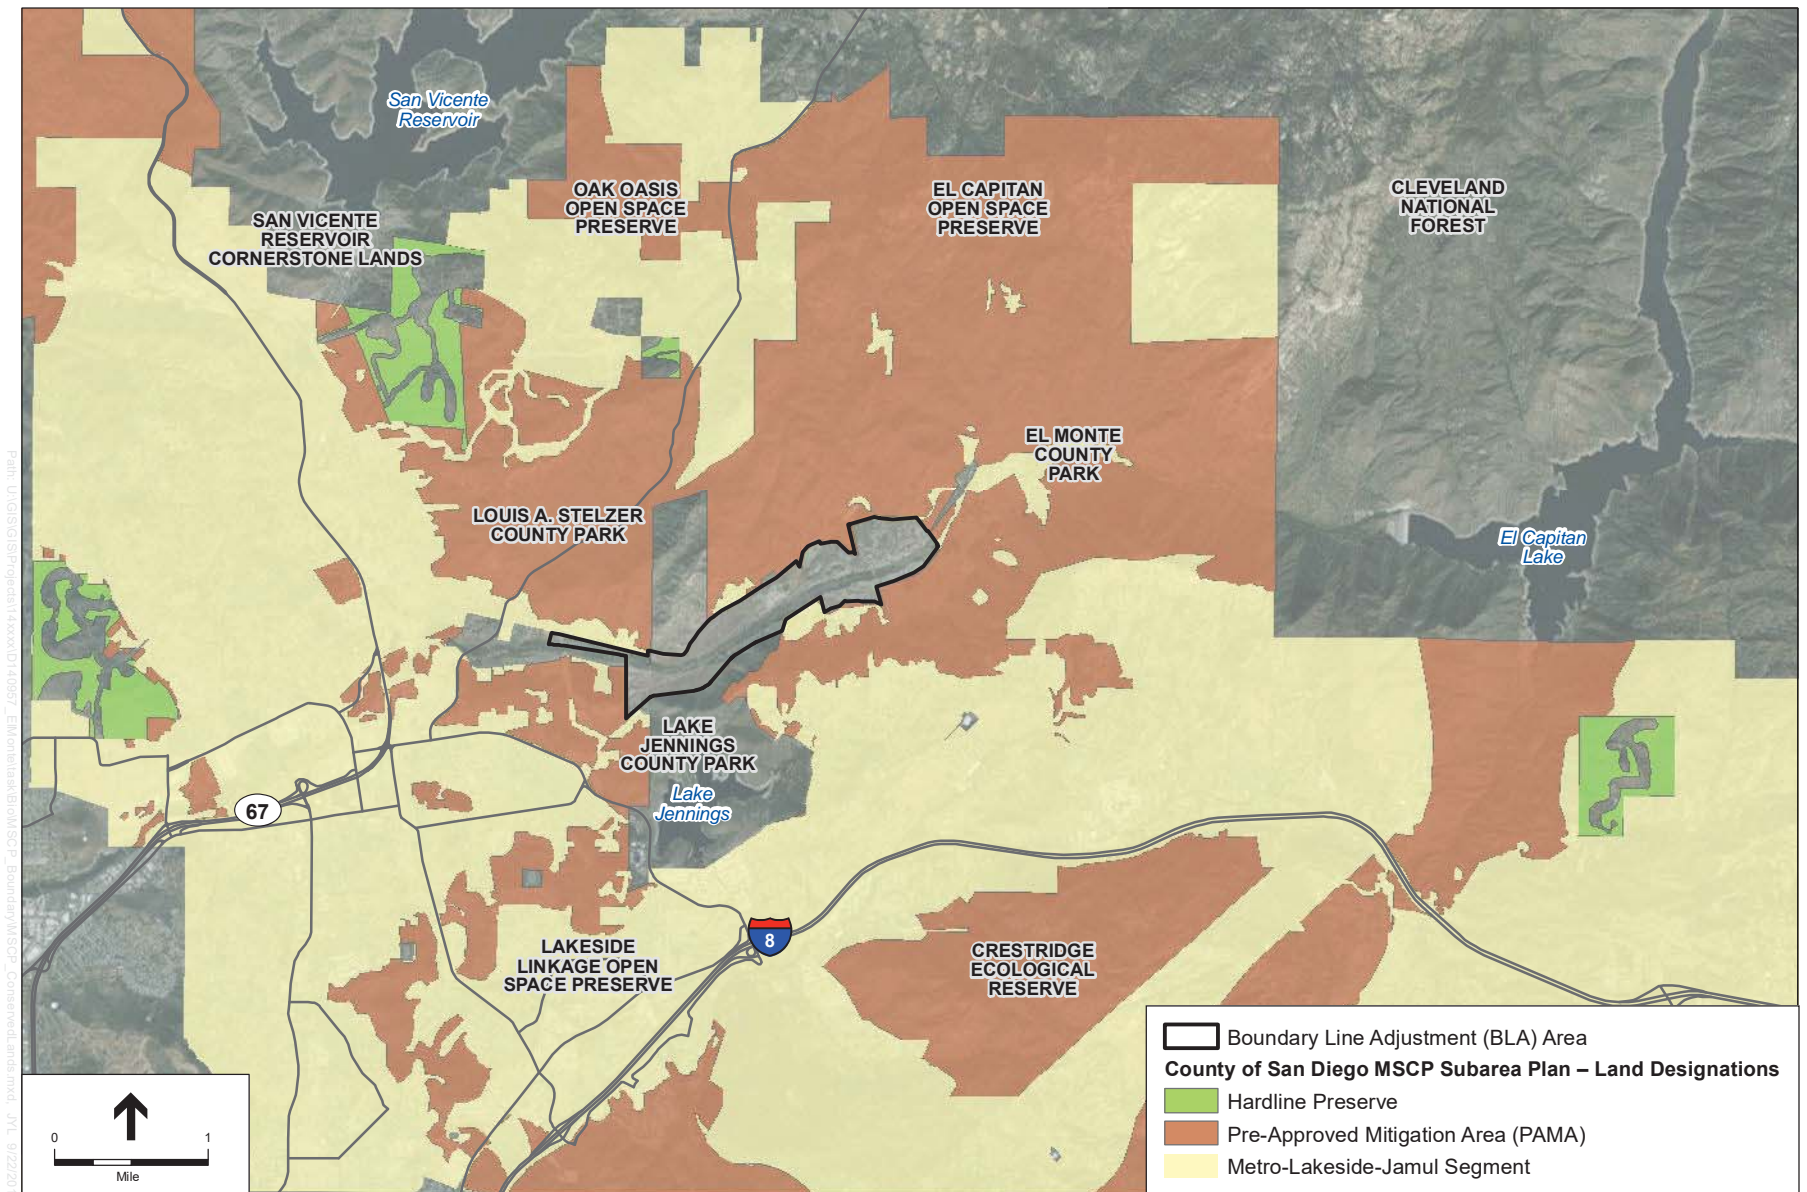 San Vicente
Reservoir
OAK OASIS
OPEN SPACE
PRESERVE
EL CAPITAN
OPEN SPACE
PRESERVE
CLEVELAND
NATIONAL
FOREST
SAN VICENTE
RESERVOIR
CORNERSTONE LANDS
EL MONTE
COUNTY
PARK
LOUIS A. STELZER
COUNTY PARK
El Capitan
Lake
LAKE
JENNINGS
COUNTY PARK
Lake
Jennings
67
8
LAKESIDE
LINKAGE OPEN
SPACE PRESERVE
CRESTRIDGE
ECOLOGICAL
RESERVE
0 1
Mile
Boundary Line Adjustment (BLA) Area
County of San Diego MSCP Subarea Plan – Land Designations
Hardline Preserve
Pre-Approved Mitigation Area (PAMA)
Metro-Lakeside-Jamul Segment